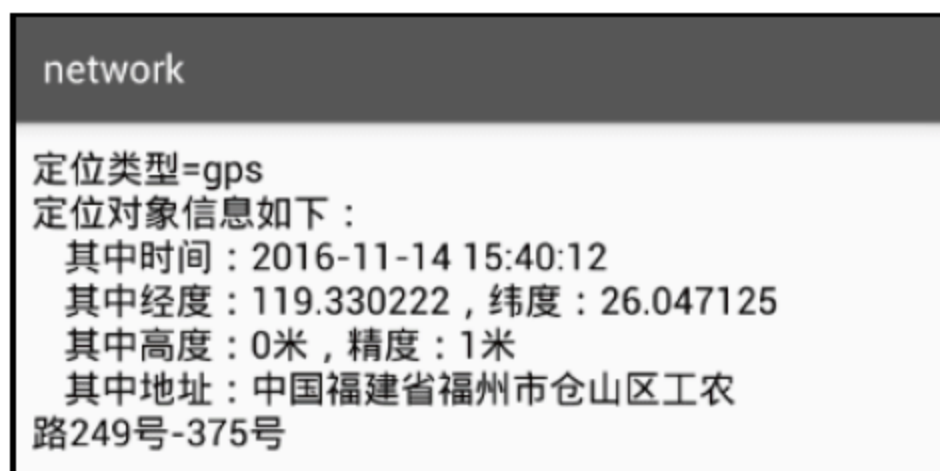 network
定位类型=gps
定位对象信息如下：
其中时间：2016-11-14 15:40:12
其中经度：119.330222，纬度：26.047125
其中高度：0米，精度：1米
其中地址：中国福建省福州市仓山区工农
路249号-375号